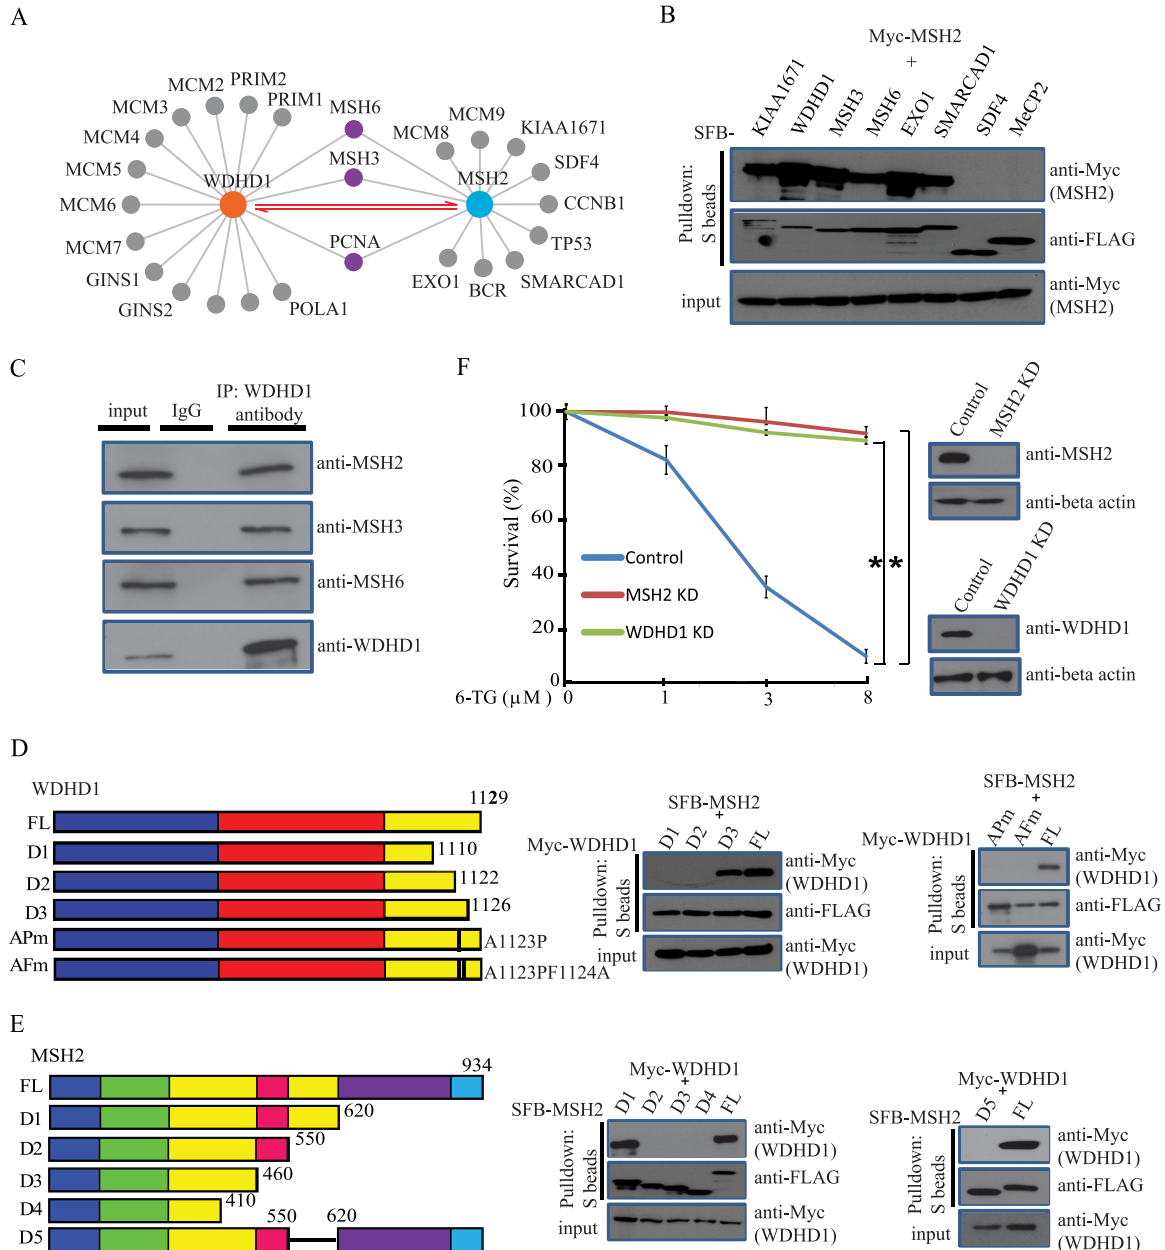 A
MCM2
PRIM2
MCM3
PRIM1
MCM4
MCM5
MCM6
MCM7
GINS1
GINS2
POLA1
WDHD1
MSH6
MSH3
PCNA
MSH2
MCM8
MCM9
KIAA1671
SDF4
CCNB1
TP53
SMARCAD1
BCR
EXO1
B
Myc-MSH2
+
SFB-
KIAA1671
WDHD1
MSH3
MSH6
EXO1
SMARCAD1
SDF4
MeCP2
Pulldown:
S beads
anti-Myc
(MSH2)
anti-FLAG
input
anti-Myc
(MSH2)
C
input
IgG
IP: WDHD1
antibody
anti-MSH2
anti-MSH3
anti-MSH6
anti-WDHD1
F
Survival (%)
100
80
60
40
20
0
Control
MSH2 KD
WDHD1 KD
* *
6-TG (μM)
0 1 3 8
Control
MSH2 KD
anti-MSH2
anti-beta actin
Control
WDHD1 KD
anti-WDHD1
anti-beta actin
D
WDHD1
FL 1129
D1 1110
D2 1122
D3 1126
APm A1123P
AFm A1123PF1124A
SFB-MSH2
+
Myc-WDHD1
D1 D2 D3 FL
Pulldown:
S beads
anti-Myc
(WDHD1)
anti-FLAG
input
anti-Myc
(WDHD1)
SFB-MSH2
+
Myc-WDHD1
APm AFm FL
Pulldown:
S beads
anti-Myc
(WDHD1)
anti-FLAG
input
anti-Myc
(WDHD1)
E
MSH2
FL 934
D1 620
D2 550
D3 460
D4 410
D5 550 620
Myc-WDHD1
+
SFB-MSH2
D1 D2 D3 D4 FL
Pulldown:
S beads
anti-Myc
(WDHD1)
anti-FLAG
input
anti-Myc
(WDHD1)
Myc-WDHD1
+
SFB-MSH2
D5 FL
Pulldown:
S beads
anti-Myc
(WDHD1)
anti-FLAG
input
anti-Myc
(WDHD1)